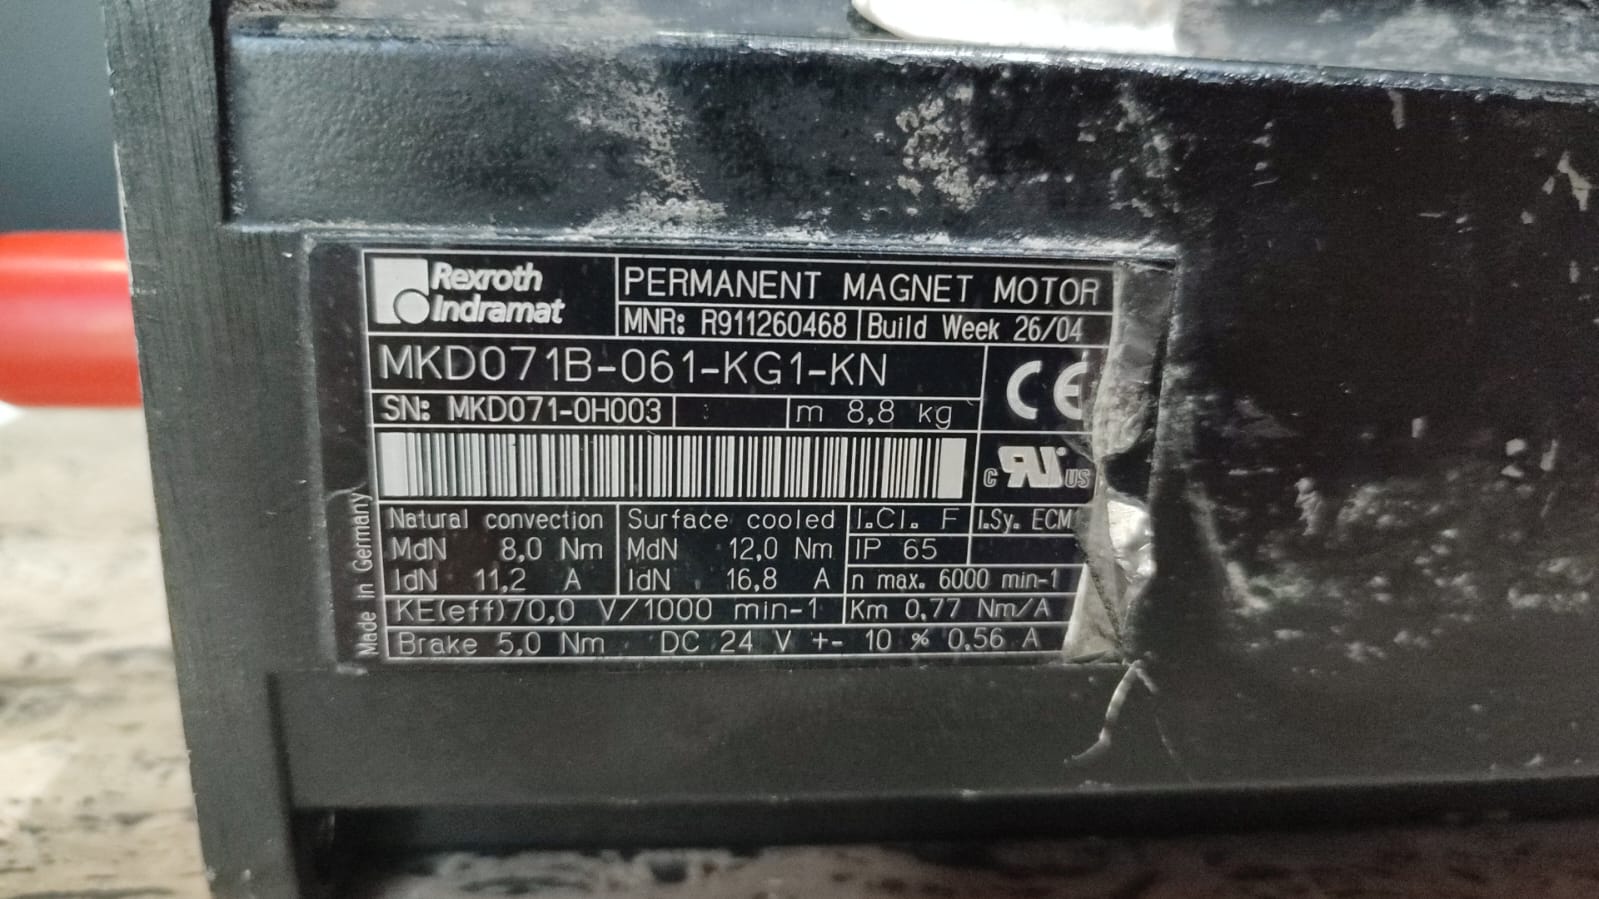 Rexroth
Indramat
PERMANENT MAGNET MOTOR
MNR: R911260468 Build Week 26/04
MKD071B-061-KG1-KN
CE
SN: MKD071-0H003 m 8,8 kg
c RU us
Made in Germany
Natural convection Surface cooled I.Cl. F I.Sy. ECM
MdN 8,0 Nm MdN 12,0 Nm IP 65
IdN 11,2 A IdN 16,8 A n max. 6000 min-1
KE(eff)70,0 V/1000 min-1 Km 0,77 Nm/A
Brake 5,0 Nm DC 24 V +- 10 % 0,56 A